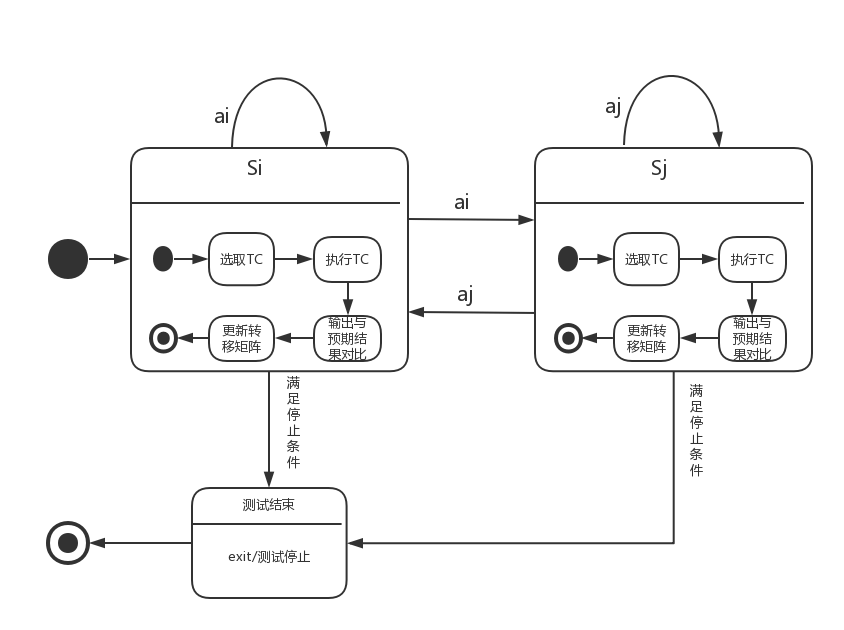 ai
aj
Si
Sj
ai
aj
选取TC
执行TC
更新转
移矩阵
输出与
预期结
果对比
选取TC
执行TC
更新转
移矩阵
输出与
预期结
果对比
满
足
停
止
条
件
满
足
停
止
条
件
测试结束
exit/测试停止